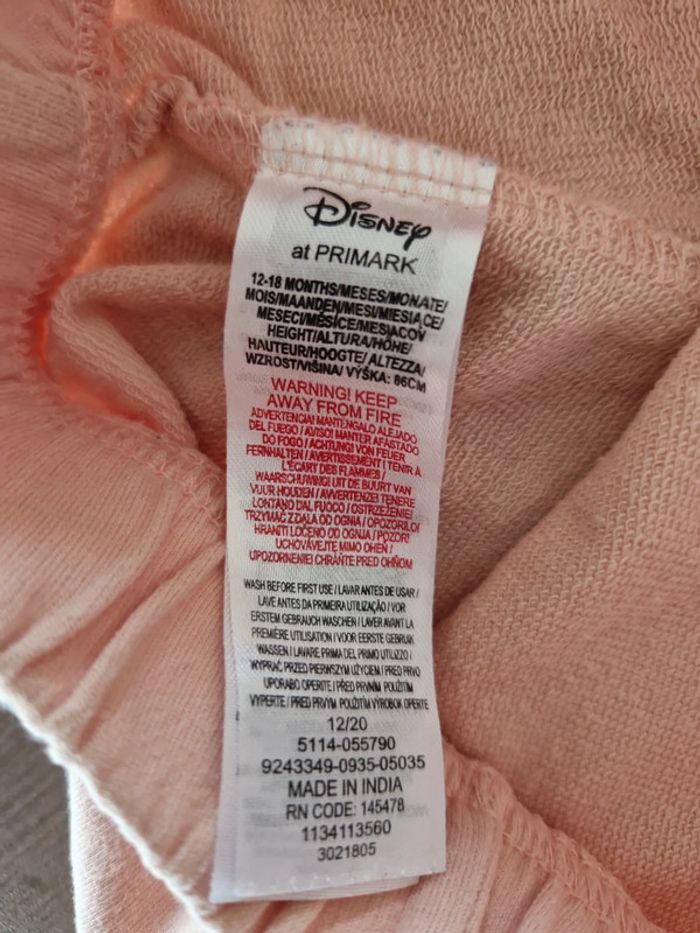 DISNEY
at PRIMARK
12-18 MONTHS/MESES/MONATE/
MOIS/MAANDEN/MESI/MIESIĄCE/
MESECI/MĚSÍCE/MESIACOV
HEIGHT/ALTURA/HÖHE/
HAUTEUR/HOOGTE/ ALTEZZA/
WZROST/VIŠINA/ VÝŠKA: 86CM
WARNING! KEEP
AWAY FROM FIRE
ADVERTENCIA! MANTÉNGALO ALEJADO
DEL FUEGO / AVISO! MANTER AFASTADO
DO FOGO / ACHTUNG! VON FEUER
FERNHALTEN / AVERTISSEMENT ! TENIR À
L'ÉCART DES FLAMMES /
WAARSCHUWING! UIT DE BUURT VAN
VUUR HOUDEN / AVVERTENZE! TENERE
LONTANO DAL FUOCO / OSTRZEŻENIE!
TRZYMAĆ Z DALA OD OGNIA / OPOZORILO!
HRANITI LOČENO OD OGNJA / POZOR!
UCHOVÁVEJTE MIMO OHEŇ /
UPOZORNENIE! CHRÁŇTE PRED OHŇOM
WASH BEFORE FIRST USE / LAVAR ANTES DE USAR /
LAVE ANTES DA PRIMEIRA UTILIZAÇÃO / VOR
ERSTEM GEBRAUCH WASCHEN / LAVER AVANT LA
PREMIÈRE UTILISATION / VOOR EERSTE GEBRUIK
WASSEN / LAVARE PRIMA DEL PRIMO UTILIZZO /
WYPRAĆ PRZED PIERWSZYM UŻYCIEM / PRED PRVO
UPORABO OPERITE / PŘED PRVNÍM POUŽITÍM
VYPERTE / PRED PRVÝM POUŽITÍM VÝROBOK OPERTE
12/20
5114-055790
9243349-0935-05035
MADE IN INDIA
RN CODE: 145478
1134113560
3021805